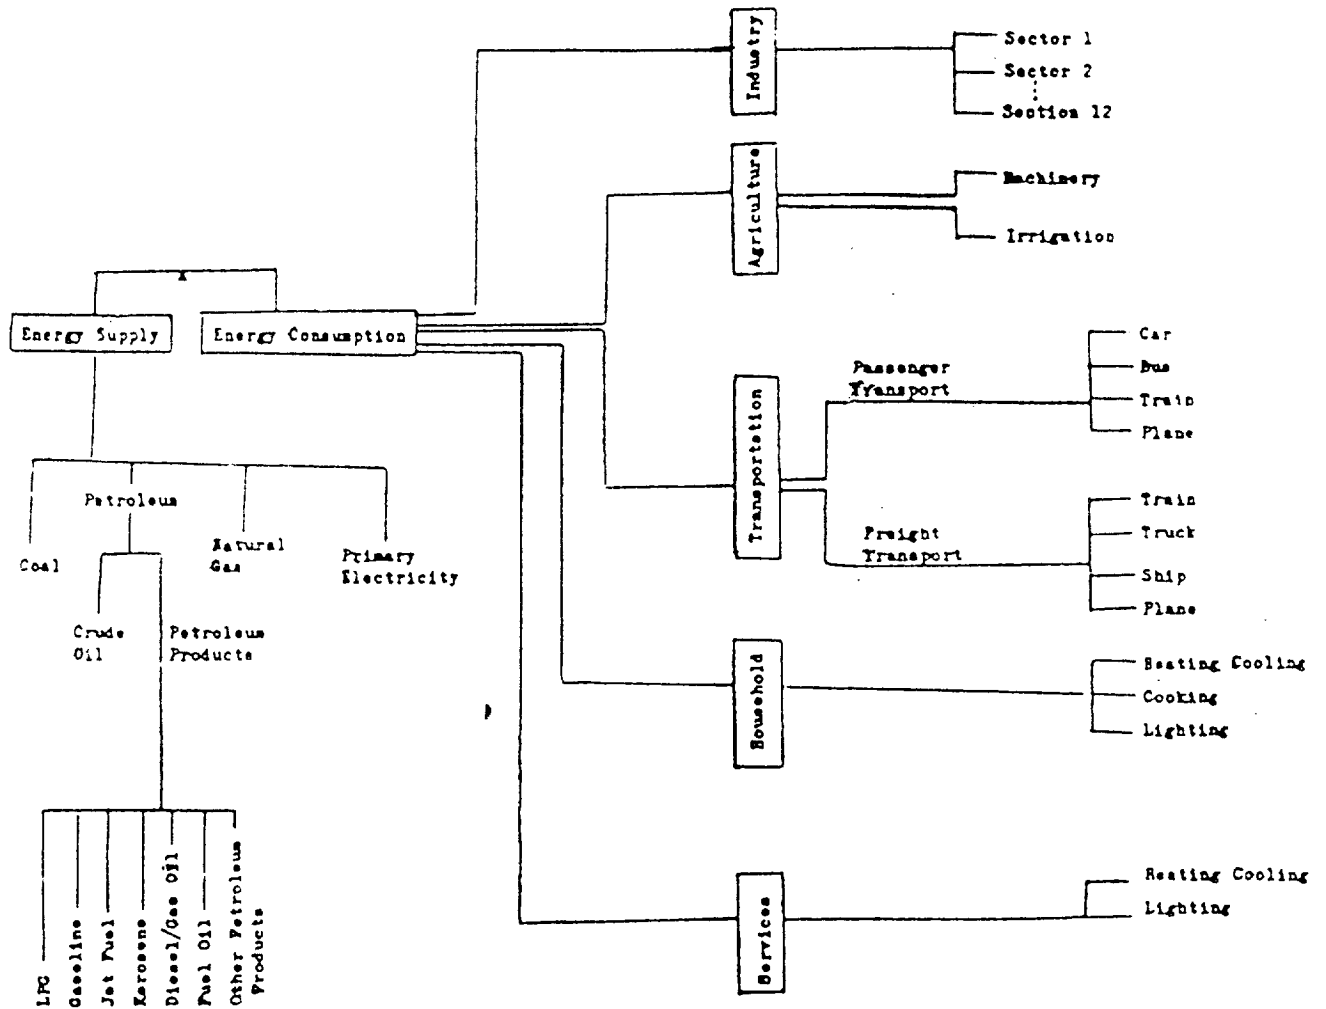 Industry
Sector 1
Sector 2
Section 12
Agriculture
Machinery
Irrigation
Energy Supply
Energy Consumption
Transportation
Passenger
Transport
Car
Bus
Train
Plane
Freight
Transport
Train
Truck
Ship
Plane
Petroleum
Coal
Natural
Gas
Primary
Electricity
Crude
Oil
Petroleum
Products
Household
Heating Cooling
Cooking
Lighting
LPG
Gasoline
Jet Fuel
Kerosene
Diesel/Gas Oil
Fuel Oil
Other Petroleum
Products
Services
Heating Cooling
Lighting